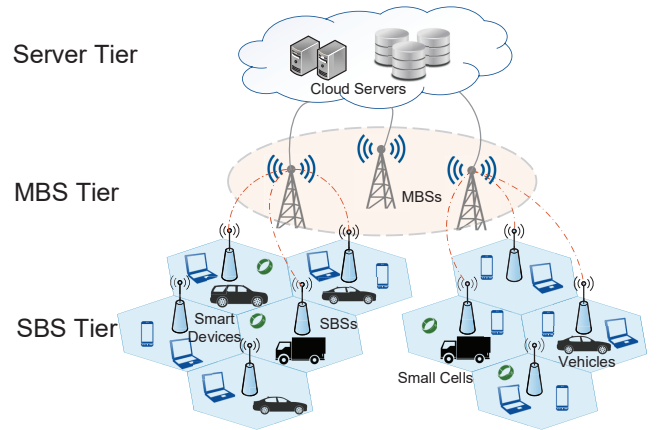 Server Tier
Cloud Servers
MBS Tier
MBSs
SBS Tier
Smart
Devices
SBSs
Small Cells
Vehicles